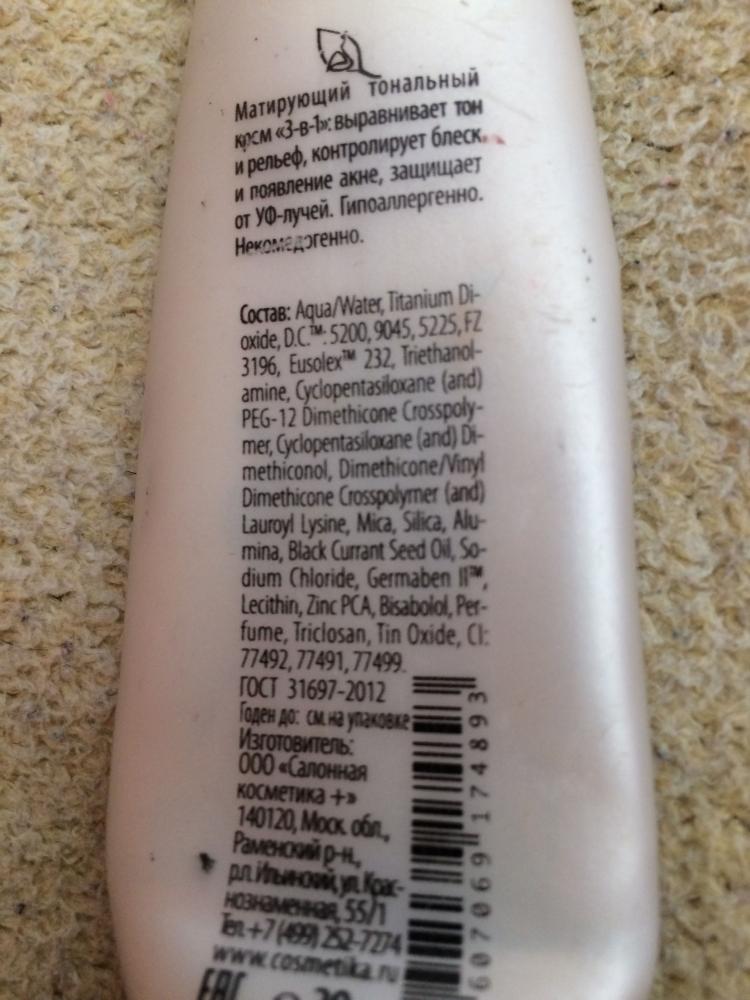 Матирующий тональный
крем «3-в-1»: выравнивает тон
и рельеф, контролирует блеск
и появление акне, защищает
от УФ-лучей. Гипоаллергенно.
Некомедогенно.
Состав: Aqua/Water, Titanium Di-
oxide, D.C.™: 5200, 9045, 5225, FZ
3196, Eusolex™ 232, Triethanol-
amine, Cyclopentasiloxane (and)
PEG-12 Dimethicone Crosspoly-
mer, Cyclopentasiloxane (and) Di-
methiconol, Dimethicone/Vinyl
Dimethicone Crosspolymer (and)
Lauroyl Lysine, Mica, Silica, Alu-
mina, Black Currant Seed Oil, So-
dium Chloride, Germaben II™,
Lecithin, Zinc PCA, Bisabolol, Per-
fume, Triclosan, Tin Oxide, CI:
77492, 77491, 77499.
ГОСТ 31697-2012
Годен до: см. на упаковке
Изготовитель:
ООО «Салонная
косметика +»
140120, Моск. обл.,
Раменский р-н.,
р.п. Ильинский, ул. Крас-
нознаменная, 55/1
Тел. +7 (499) 252-7274
www.cosmetika.ru
EAC
607069 174893